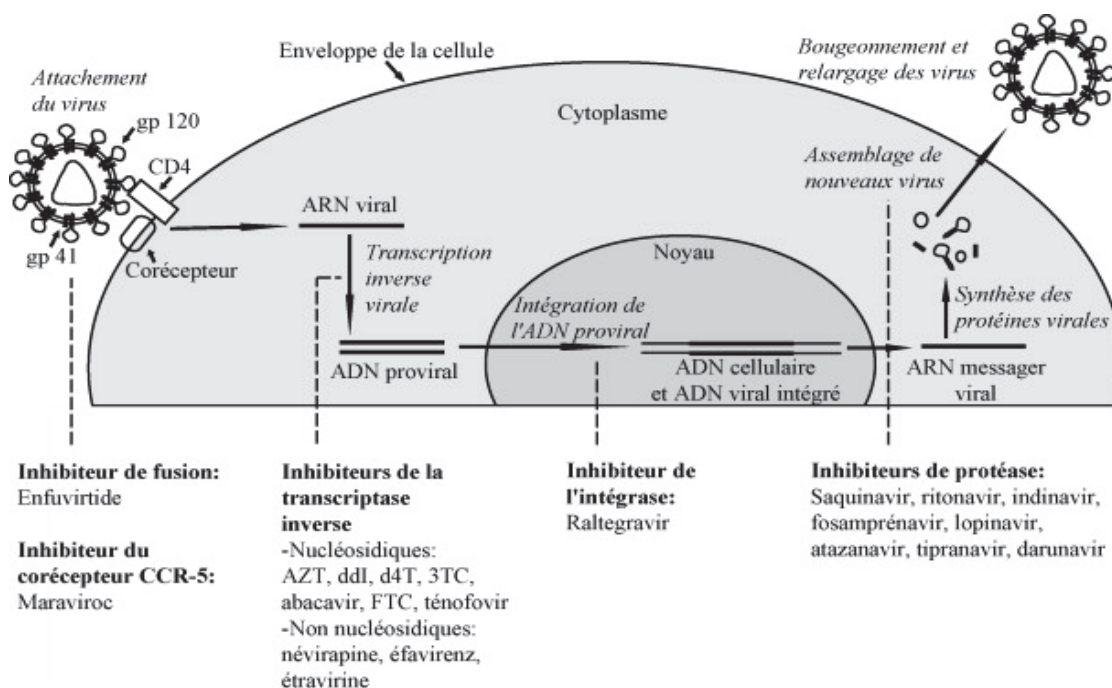 Enveloppe de la cellule
Bougeonnement et
relargage des virus
Attachement
du virus
gp 120
CD4
gp 41
Corécepteur
Cytoplasme
ARN viral
Transcription
inverse
virale
ADN proviral
Noyau
Intégration de
l'ADN proviral
ADN cellulaire
et ADN viral intégré
Assemblage de
nouveaux virus
Synthèse des
protéines virales
ARN messager
viral
Inhibiteur de fusion:
Enfuvirtide
Inhibiteur du
corécepteur CCR-5:
Maraviroc
Inhibiteurs de la
transcriptase
inverse
-Nucléosidiques:
AZT, ddI, d4T, 3TC,
abacavir, FTC, ténofovir
-Non nucléosidiques:
névirapine, éfavirenz,
étravirine
Inhibiteur de
l'intégrase:
Raltegravir
Inhibiteurs de protéase:
Saquinavir, ritonavir, indinavir,
fosamprénavir, lopinavir,
atazanavir, tipranavir, darunavir